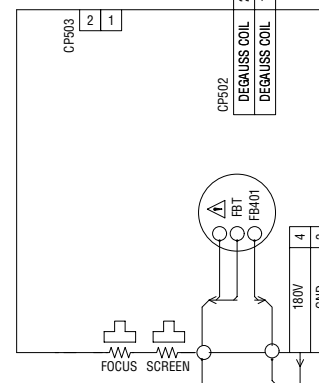 CP503
2 1
CP502
DEGAUSS COIL
DEGAUSS COIL
FBT
FB401
4
180V
FOCUS SCREEN